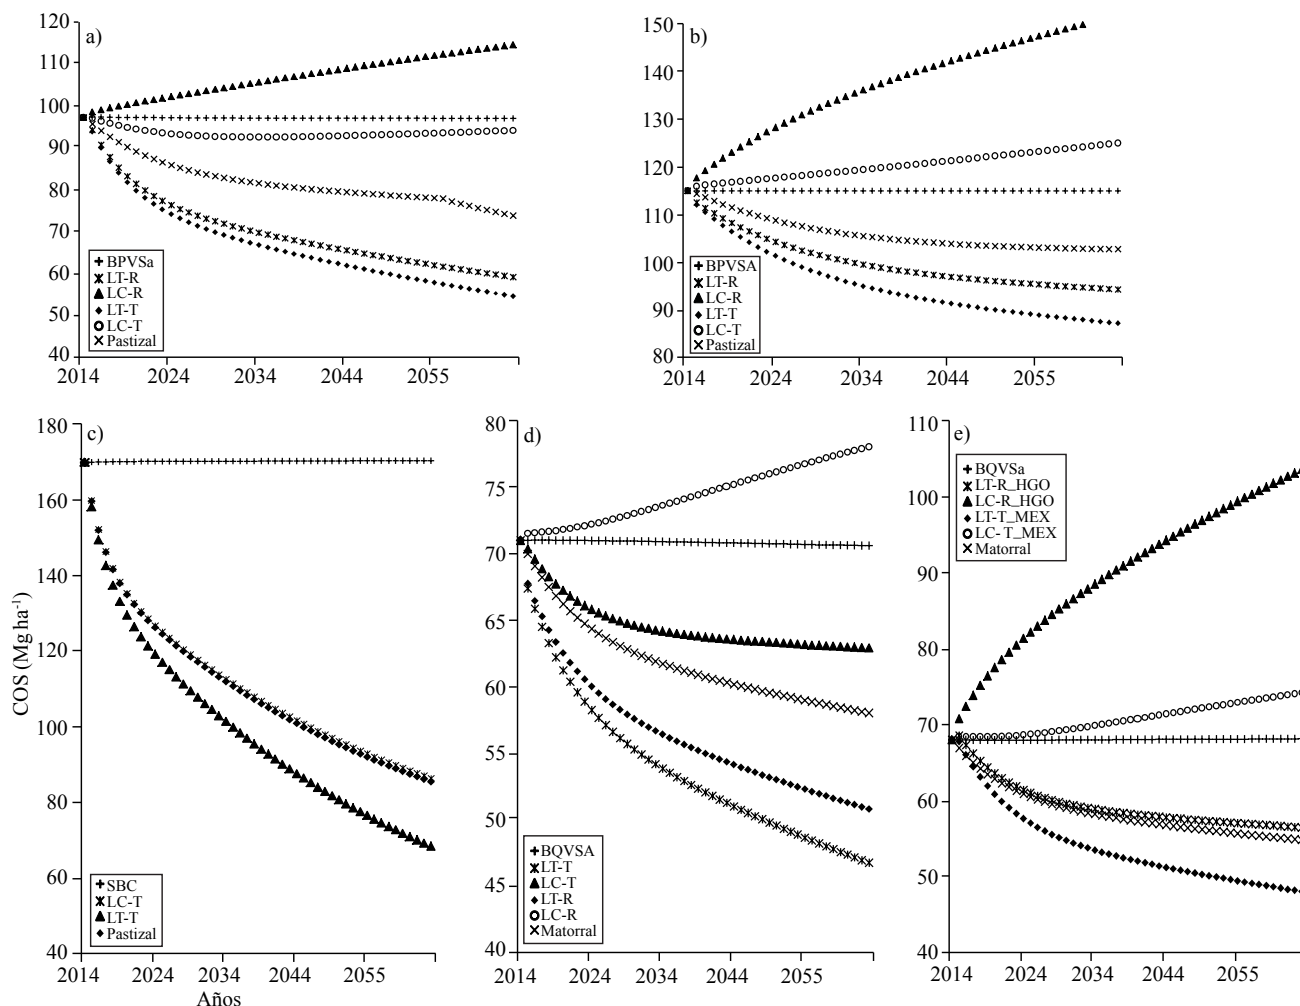 a)
120
110
100
90
80
70
60
50
40
2014
2024
2034
2044
2055
BPVSa
LT-R
LC-R
LT-T
LC-T
Pastizal
b)
150
145
135
130
125
115
110
100
90
80
2014
2024
2034
2044
2055
BPVSA
LT-R
LC-R
LT-T
LC-T
Pastizal
c)
COS (Mg ha-1)
180
160
140
120
100
80
60
40
2014
2024
2034
2044
2055
Años
SBC
LC-T
LT-T
Pastizal
d)
80
75
70
65
60
55
50
45
40
2014
2024
2034
2044
2055
BQVSA
LT-T
LC-T
LT-R
LC-R
Matorral
e)
110
100
90
80
70
60
50
40
2014
2024
2034
2044
2055
BQVSa
LT-R_HGO
LC-R_HGO
LT-T_MEX
LC- T_MEX
Matorral